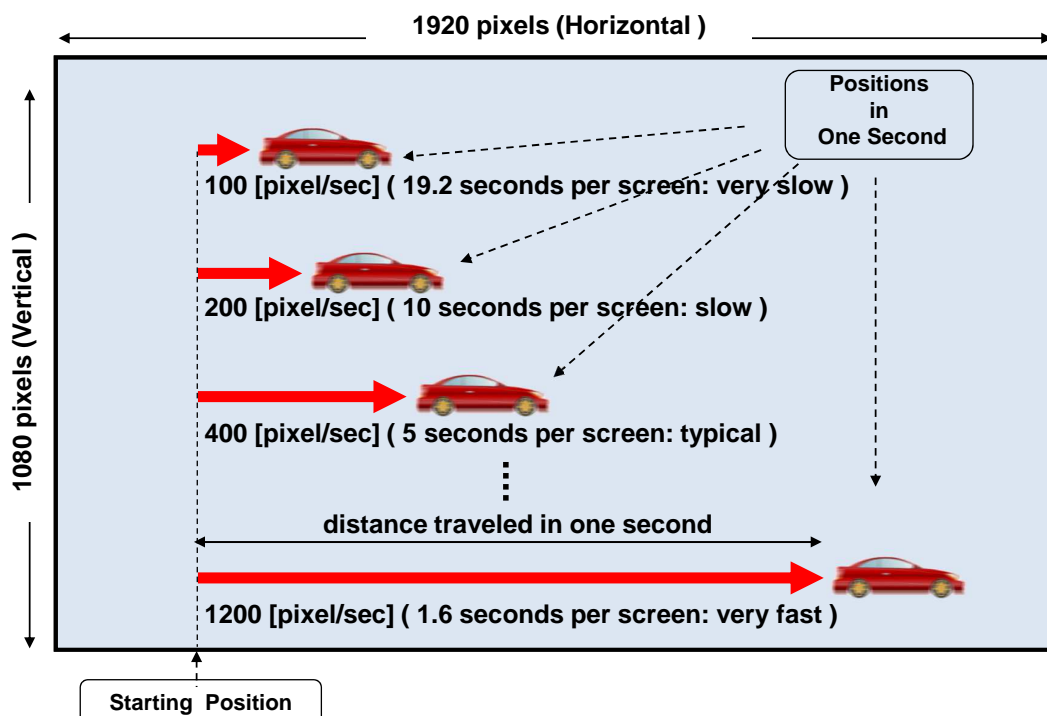 1920 pixels (Horizontal )
Positions
in
One Second
100 [pixel/sec] ( 19.2 seconds per screen: very slow )
200 [pixel/sec] ( 10 seconds per screen: slow )
1080 pixels (Vertical )
400 [pixel/sec] ( 5 seconds per screen: typical )
distance traveled in one second
1200 [pixel/sec] ( 1.6 seconds per screen: very fast )
Starting Position